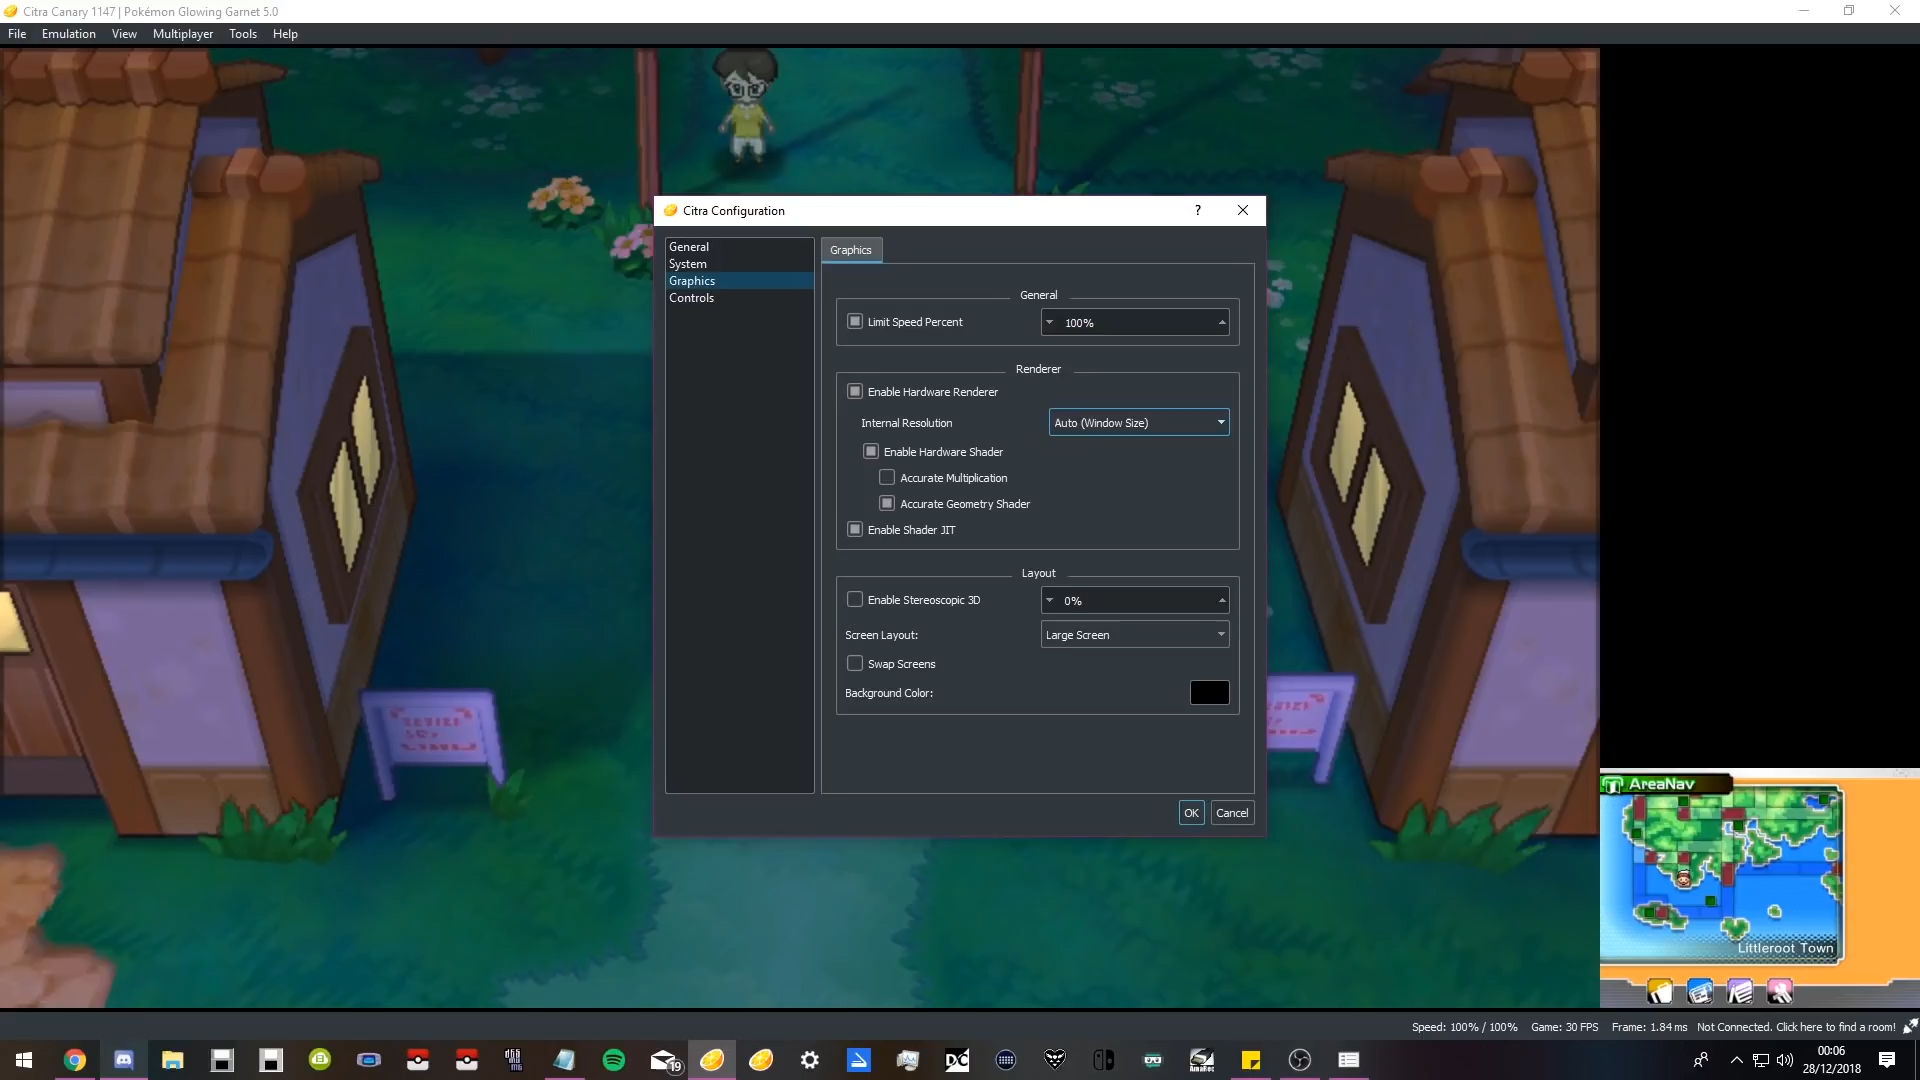 Citra Canary 1147 | Pokémon Glowing Garnet 5.0
File Emulation View Multiplayer Tools Help
Citra Configuration
?
General
System
Graphics
Controls
Graphics
General
Limit Speed Percent 100%
Renderer
Enable Hardware Renderer
Internal Resolution Auto (Window Size)
Enable Hardware Shader
Accurate Multiplication
Accurate Geometry Shader
Enable Shader JIT
Layout
Enable Stereoscopic 3D 0%
Screen Layout: Large Screen
Swap Screens
Background Color:
OK Cancel
AreaNav
Littleroot Town
Speed: 100% / 100% Game: 30 FPS Frame: 1.84 ms Not Connected. Click here to find a room!
19
DC
00:06
28/12/2018